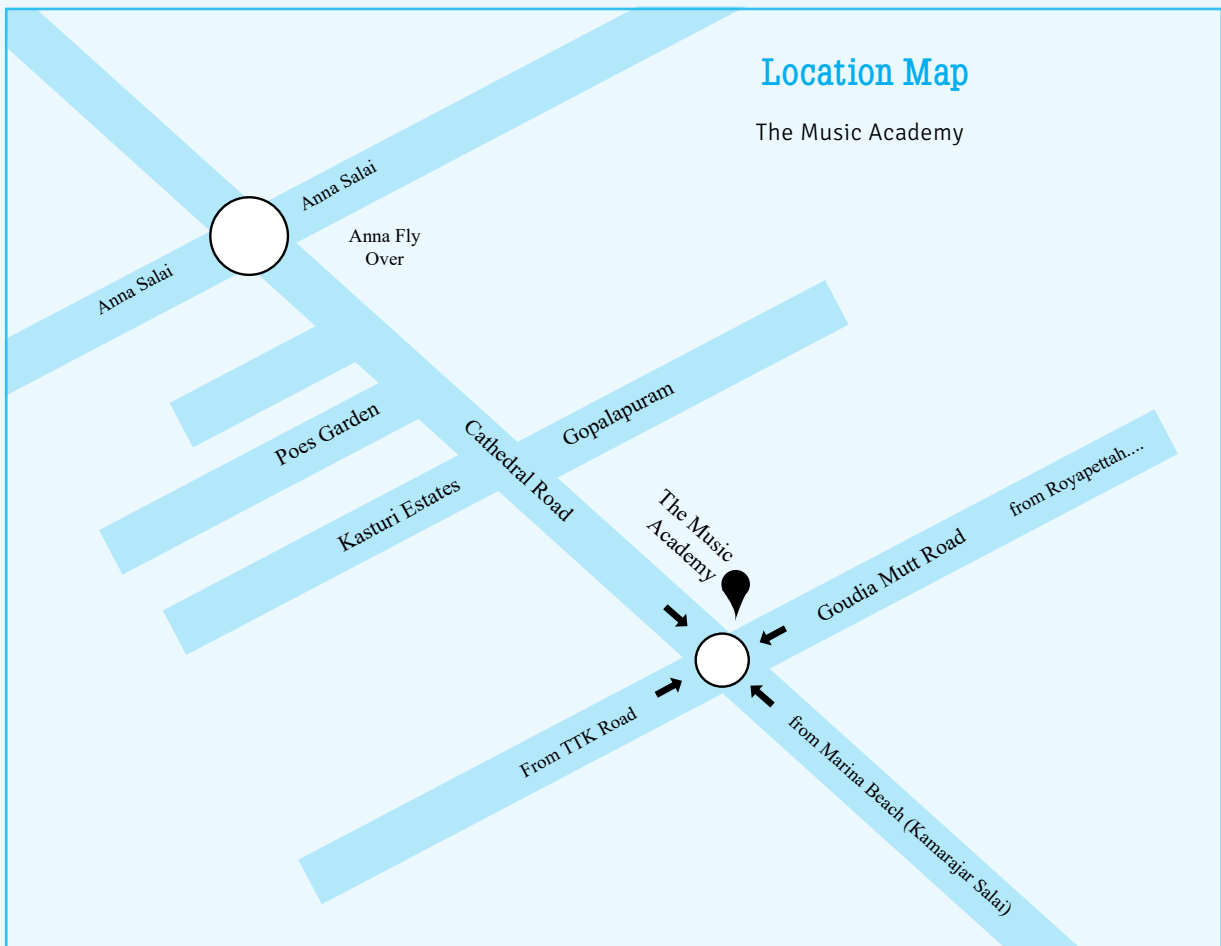 Location Map
The Music Academy
Anna Salai
Anna Fly
Over
Anna Salai
Poes Garden
Gopalapuram
Kasturi Estates
Cathedral Road
The Music
Academy
from Royapettah....
Goudia Mutt Road
From TTK Road
from Marina Beach (Kamarajar Salai)